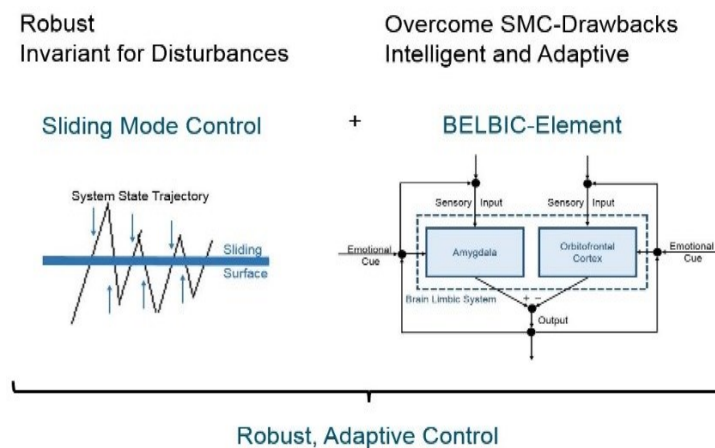 Robust
Invariant for Disturbances
Overcome SMC-Drawbacks
Intelligent and Adaptive
Sliding Mode Control
+
BELBIC-Element
System State Trajectory
Sliding
Surface
Sensory Input
Sensory Input
Emotional
Cue
Amygdala
Orbitofrontal
Cortex
Emotional
Cue
Brain Limbic System
+ −
Output
Robust, Adaptive Control